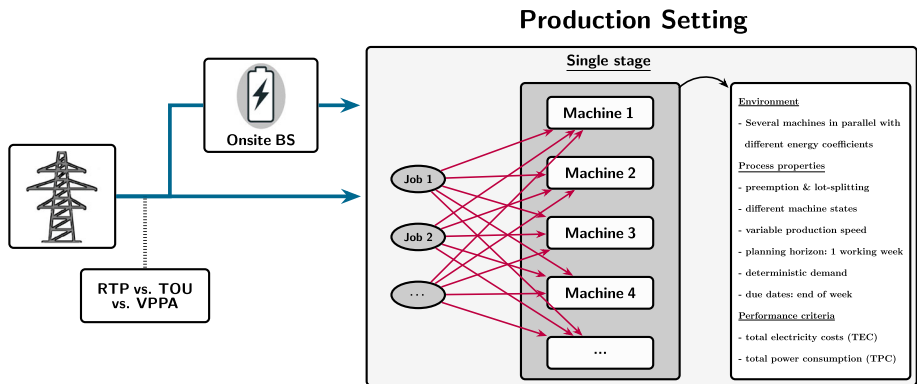 Production Setting
Single stage
Onsite BS
RTP vs. TOU
vs. VPPA
Job 1
Job 2
...
Machine 1
Machine 2
Machine 3
Machine 4
...
Environment
- Several machines in parallel with
different energy coefficients
Process properties
- preemption & lot-splitting
- different machine states
- variable production speed
- planning horizon: 1 working week
- deterministic demand
- due dates: end of week
Performance criteria
- total electricity costs (TEC)
- total power consumption (TPC)